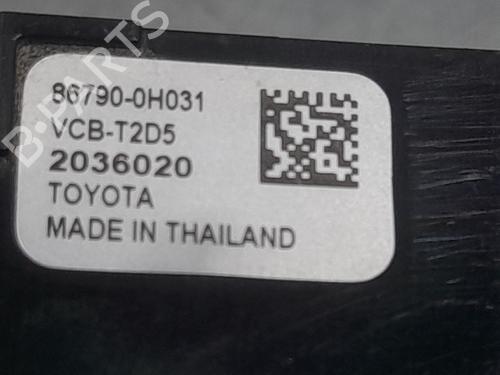 B-PARTS
86790-0H031
VCB-T2D5
2036020
TOYOTA
MADE IN THAILAND